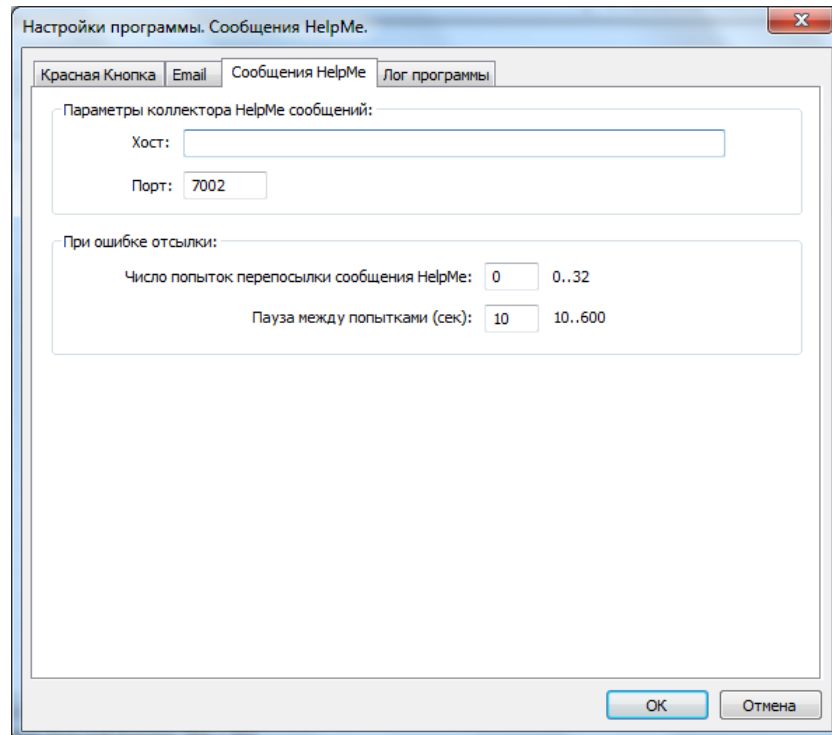 Настройки программы. Сообщения HelpMe.
Красная Кнопка Email Сообщения HelpMe Лог программы
Параметры коллектора HelpMe сообщений:
Хост:
Порт: 7002
При ошибке отсылки:
Число попыток перепосылки сообщения HelpMe: 0 0..32
Пауза между попытками (сек): 10 10..600
OK Отмена